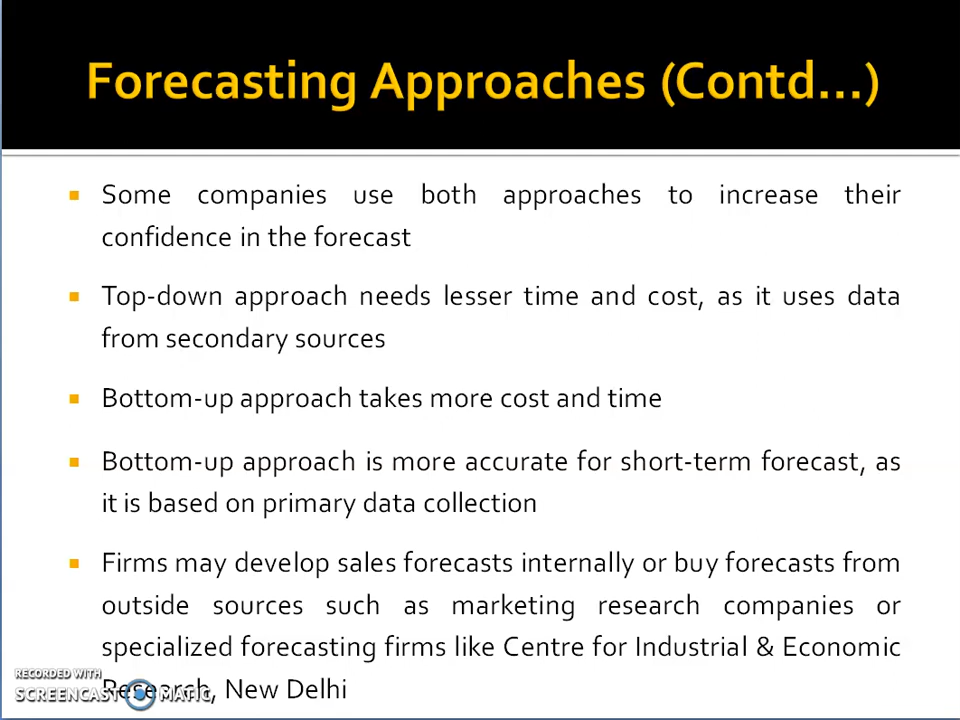 Forecasting Approaches (Contd...)
Some companies use both approaches to increase their
confidence in the forecast
Top-down approach needs lesser time and cost, as it uses data
from secondary sources
Bottom-up approach takes more cost and time
Bottom-up approach is more accurate for short-term forecast, as
it is based on primary data collection
Firms may develop sales forecasts internally or buy forecasts from
outside sources such as marketing research companies or
specialized forecasting firms like Centre for Industrial & Economic
Research, New Delhi
RECORDED WITH
SCREENCAST-O-MATIC